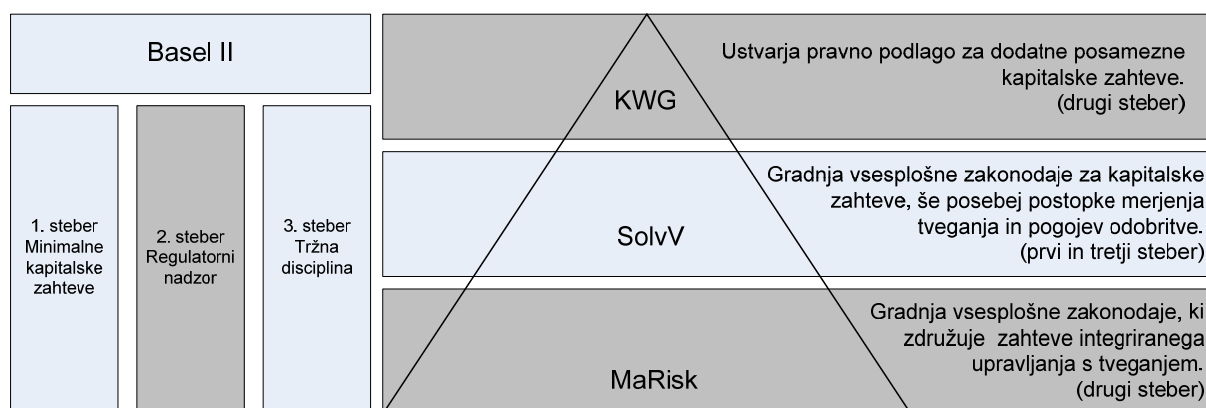 Basel II
1. steber
Minimalne
kapitalske
zahteve
2. steber
Regulatorni
nadzor
3. steber
Tržna
disciplina
KWG
Ustvarja pravno podlago za dodatne posamezne
kapitalske zahteve.
(drugi steber)
SolvV
Gradnja vsesplošne zakonodaje za kapitalske
zahteve, še posebej postopke merjenja
tveganja in pogojev odobritve.
(prvi in tretji steber)
MaRisk
Gradnja vsesplošne zakonodaje, ki
združuje zahteve integriranega
upravljanja s tveganjem.
(drugi steber)